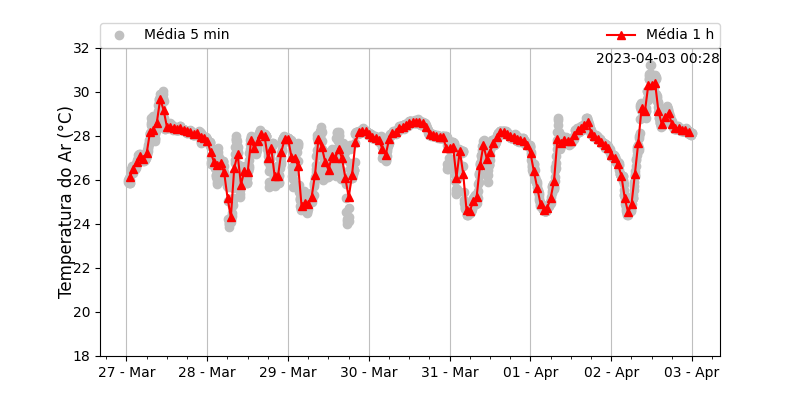 Média 5 min
Média 1 h
2023-04-03 00:28
Temperatura do Ar (°C)
32
30
28
26
24
22
20
18
27 - Mar
28 - Mar
29 - Mar
30 - Mar
31 - Mar
01 - Apr
02 - Apr
03 - Apr